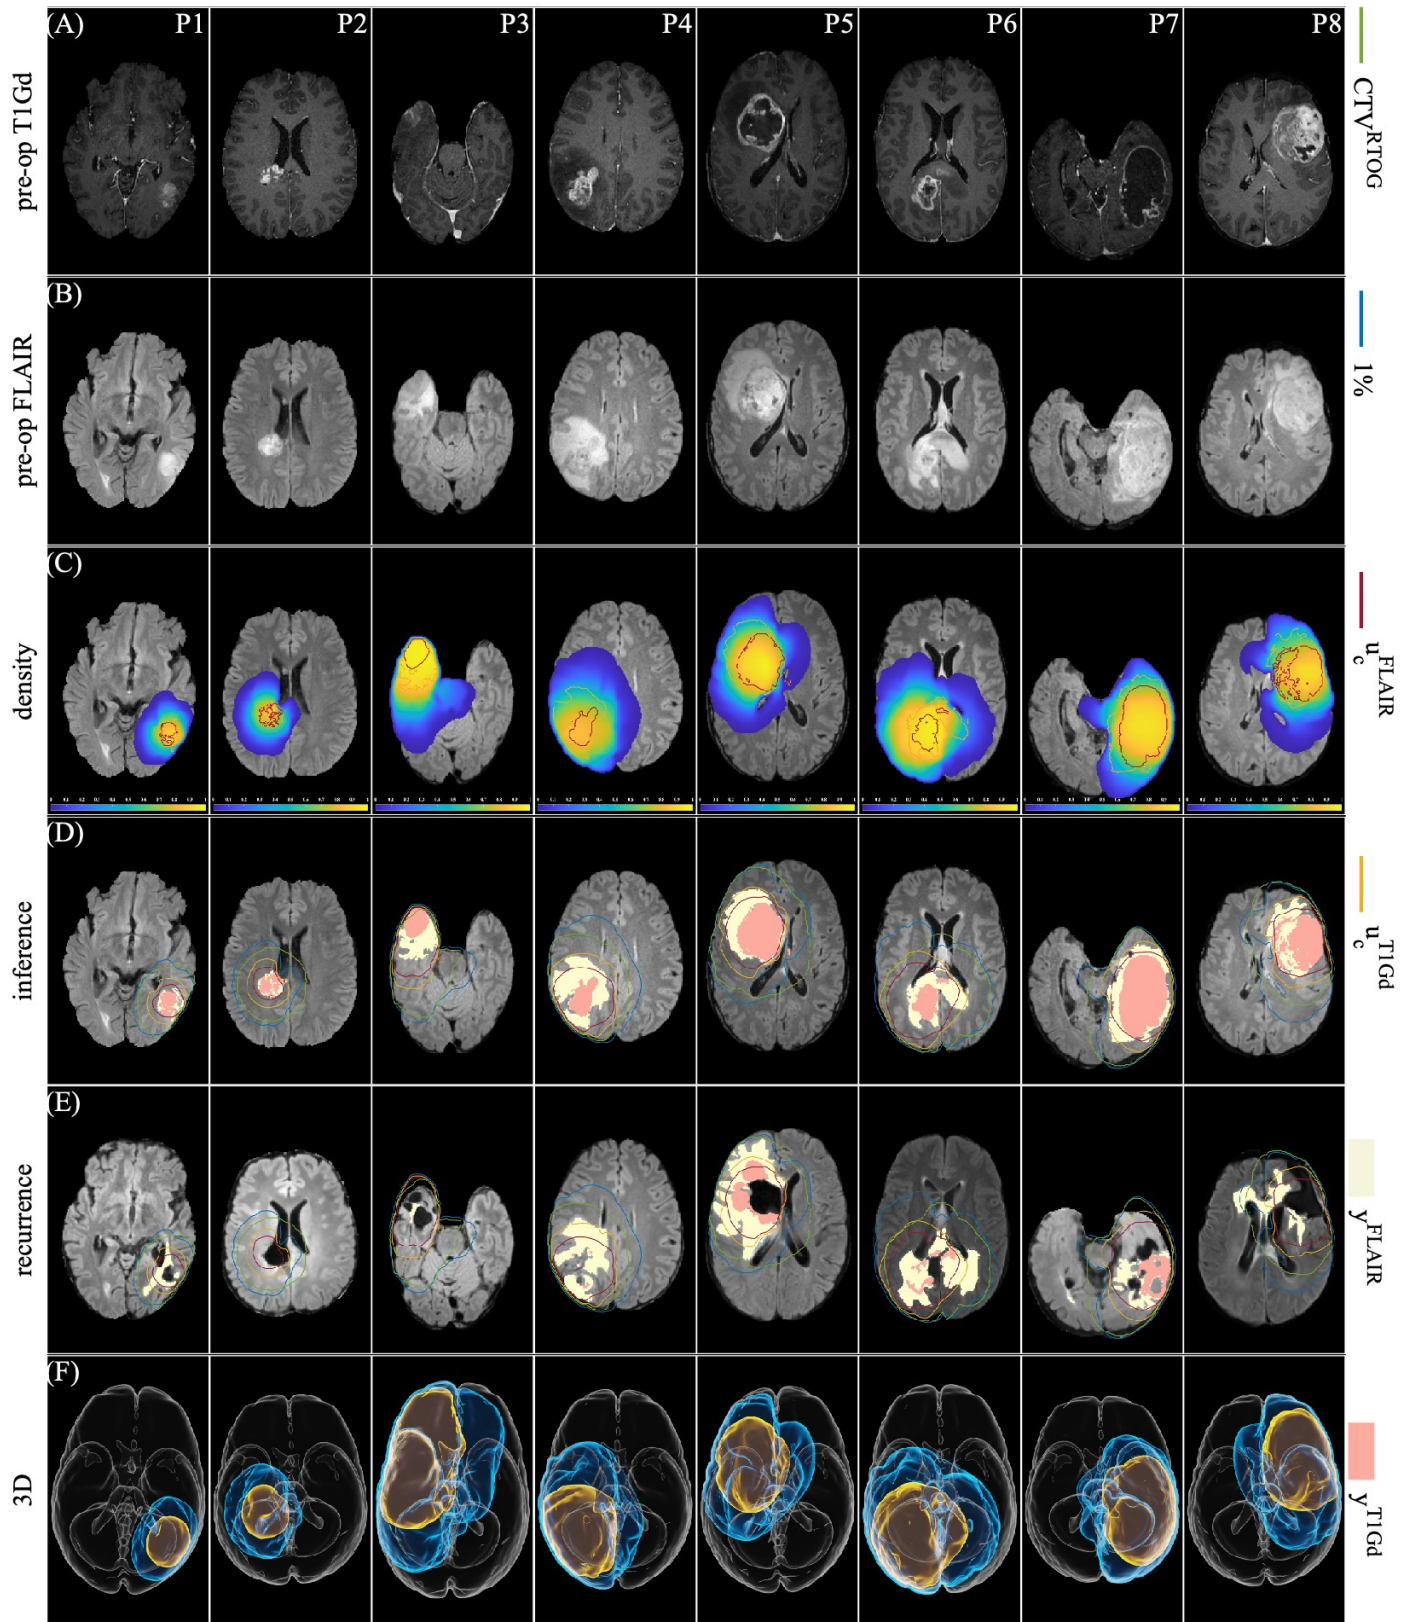 (A) P1 P2 P3 P4 P5 P6 P7 P8
pre-op T1Gd
CTV^RTOG
(B)
pre-op FLAIR
1%
(C)
density
u_c^FLAIR
(D)
inference
u_c^T1Gd
(E)
recurrence
y^FLAIR
(F)
3D
y^T1Gd